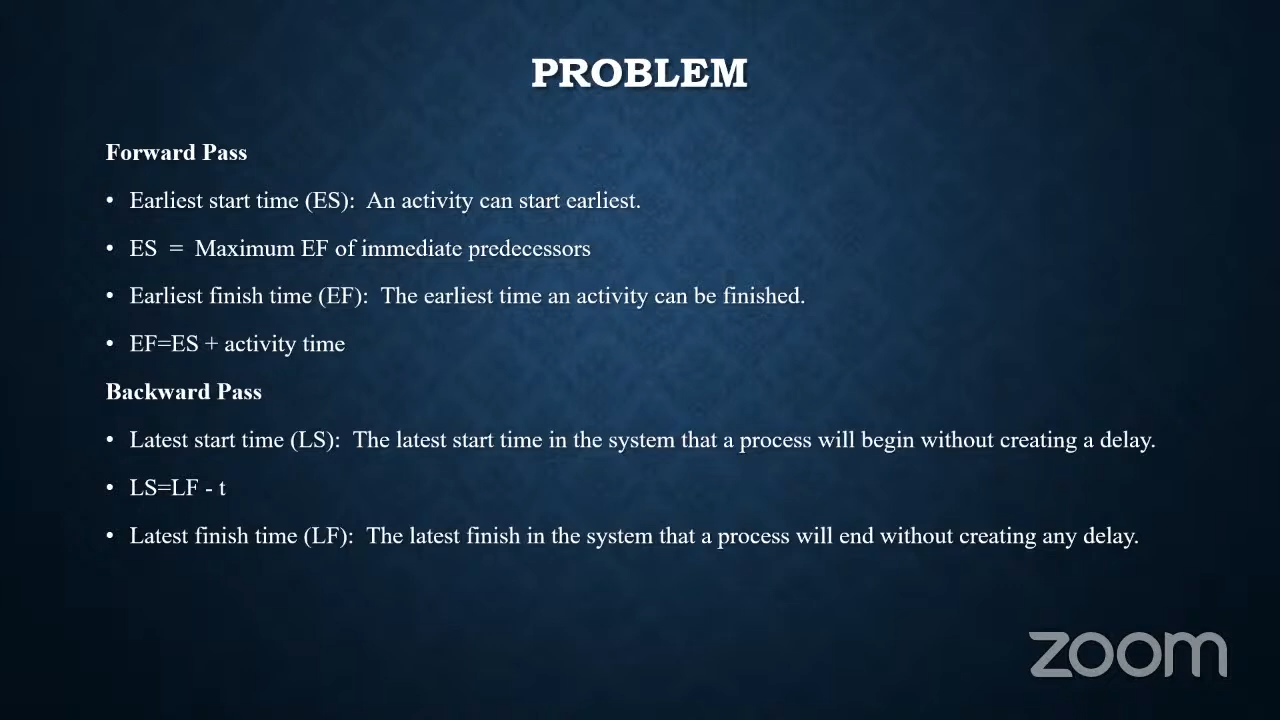 PROBLEM
Forward Pass
• Earliest start time (ES): An activity can start earliest.
• ES = Maximum EF of immediate predecessors
• Earliest finish time (EF): The earliest time an activity can be finished.
• EF=ES + activity time
Backward Pass
• Latest start time (LS): The latest start time in the system that a process will begin without creating a delay.
• LS=LF - t
• Latest finish time (LF): The latest finish in the system that a process will end without creating any delay.
zoom